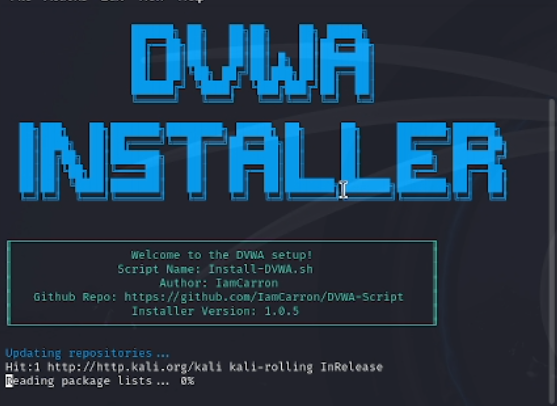 DVWA
INSTALLER
Welcome to the DVWA setup!
Script Name: Install-DVWA.sh
Author: IamCarron
Github Repo: https://github.com/IamCarron/DVWA-Script
Installer Version: 1.0.5
Updating repositories...
Hit:1 http://http.kali.org/kali kali-rolling InRelease
Reading package lists... 0%